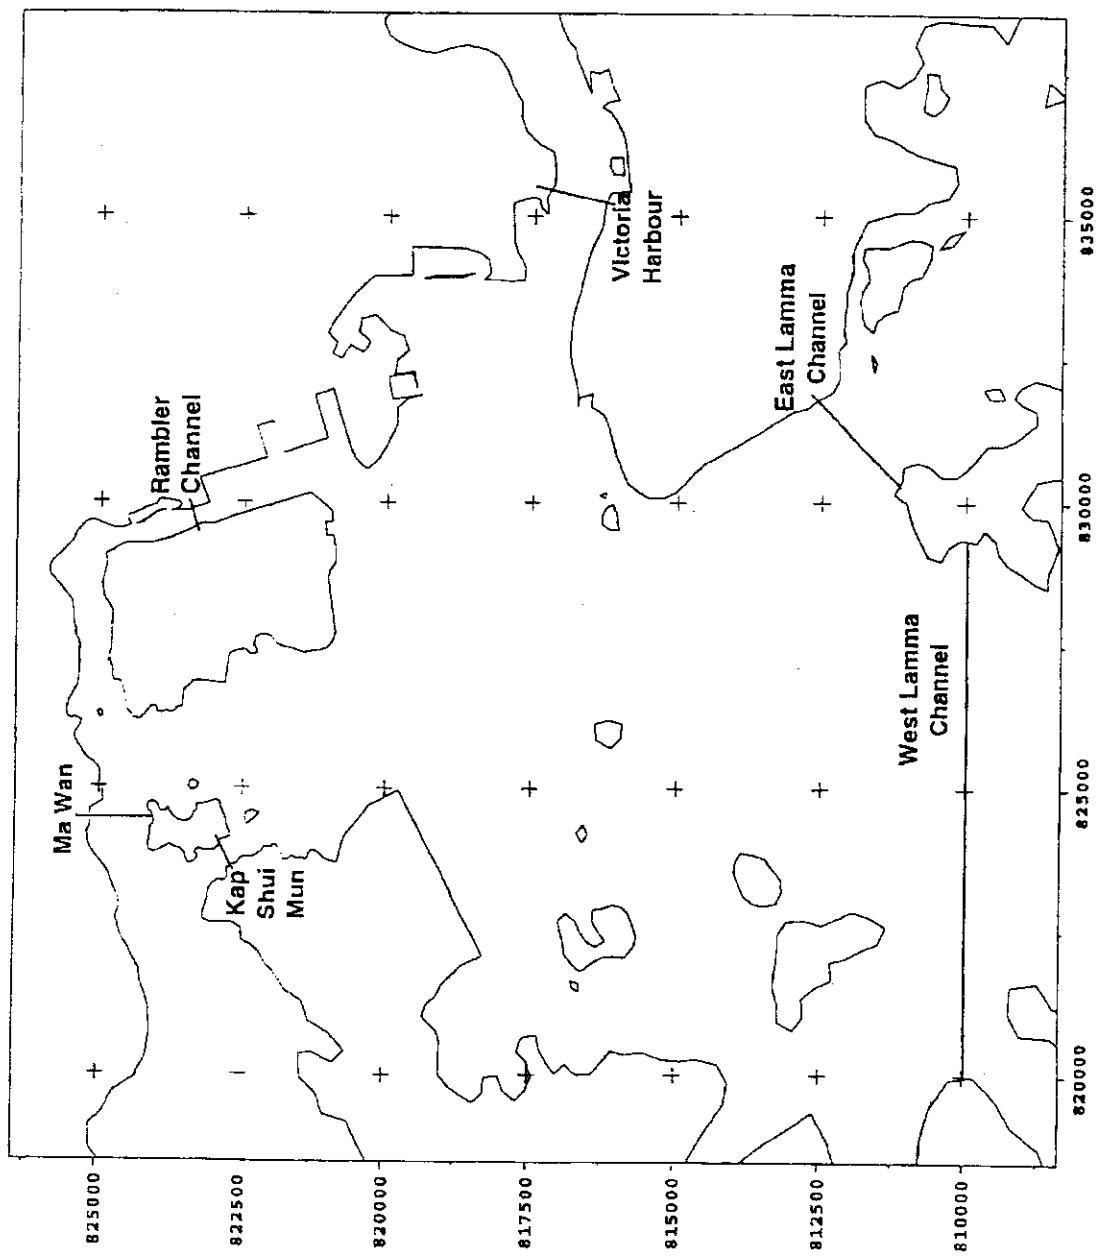 Ma Wan
Kap
Shui
Mun
Rambler
Channel
Victoria
Harbour
East Lamma
Channel
West Lamma
Channel
825000
822500
820000
817500
815000
812500
810000
820000
825000
830000
835000